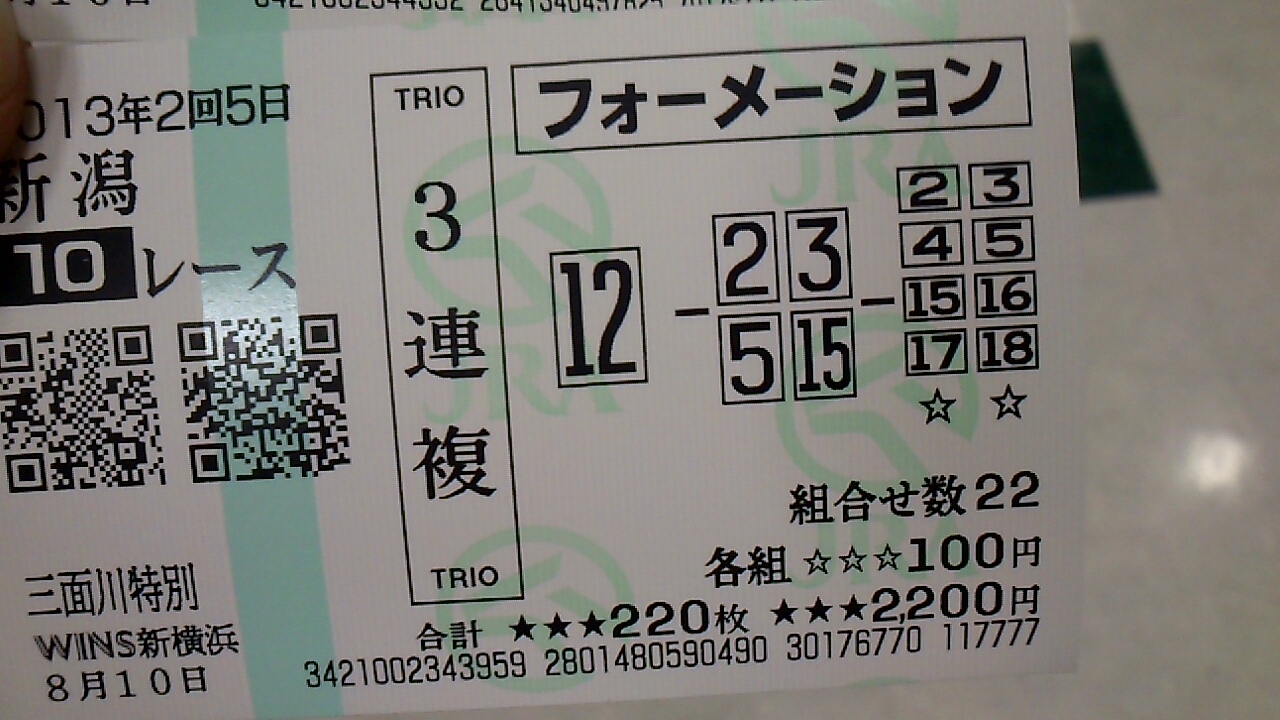 013年2回5日
新潟
10レース
三面川特別
WINS新横浜
8月10日
TRIO
3連複
TRIO
フォーメーション
12 - 2 3 5 15 - 2 3 4 5 15 16 17 18
☆ ☆
組合せ数22
各組 ☆☆☆100円
合計 ★★★220枚 ★★★2,200円
3421002343959 2801480590490 30176770 117777
JRA
JRA